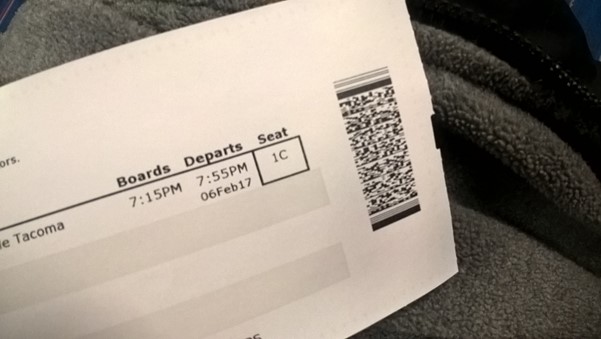 ors.
Boards Departs Seat
7:15PM 7:55PM 1C
06Feb17
e Tacoma